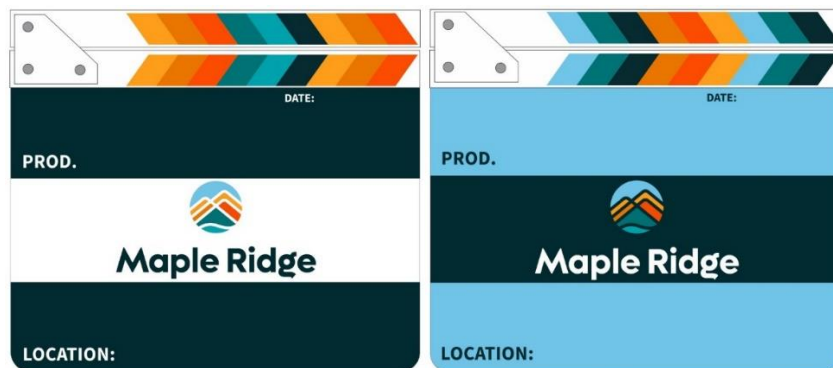 DATE:
PROD.
Maple Ridge
LOCATION:
DATE:
PROD.
Maple Ridge
LOCATION: